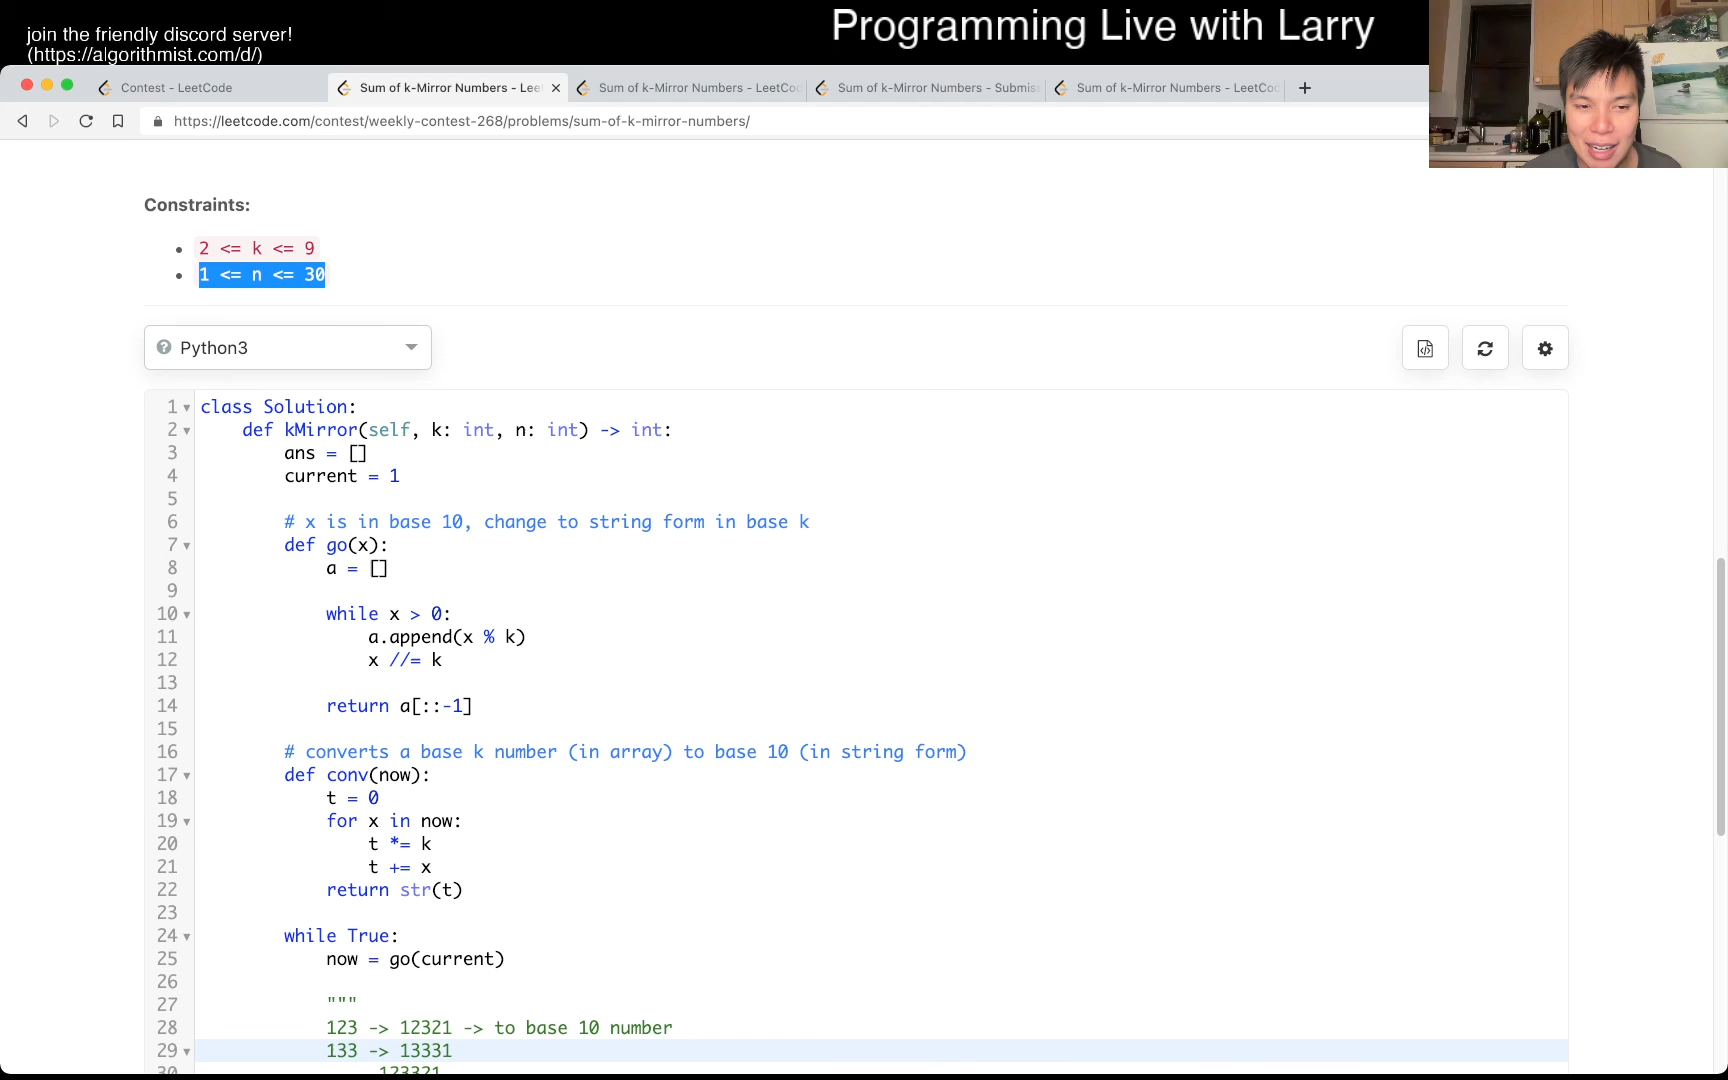 join the friendly discord server!
(https://algorithmist.com/d/)
Programming Live with Larry
Contest - LeetCode
Sum of k-Mirror Numbers - Lee
Sum of k-Mirror Numbers - LeetCo
Sum of k-Mirror Numbers - Submis
Sum of k-Mirror Numbers - LeetCo
https://leetcode.com/contest/weekly-contest-268/problems/sum-of-k-mirror-numbers/
Constraints:
2 <= k <= 9
1 <= n <= 30
Python3
1 class Solution:
2     def kMirror(self, k: int, n: int) -> int:
3         ans = []
4         current = 1
5
6         # x is in base 10, change to string form in base k
7         def go(x):
8             a = []
9
10             while x > 0:
11                 a.append(x % k)
12                 x //= k
13
14             return a[::-1]
15
16         # converts a base k number (in array) to base 10 (in string form)
17         def conv(now):
18             t = 0
19             for x in now:
20                 t *= k
21                 t += x
22             return str(t)
23
24         while True:
25             now = go(current)
26
27             """
28             123 -> 12321 -> to base 10 number
29             133 -> 13331
30                  123321